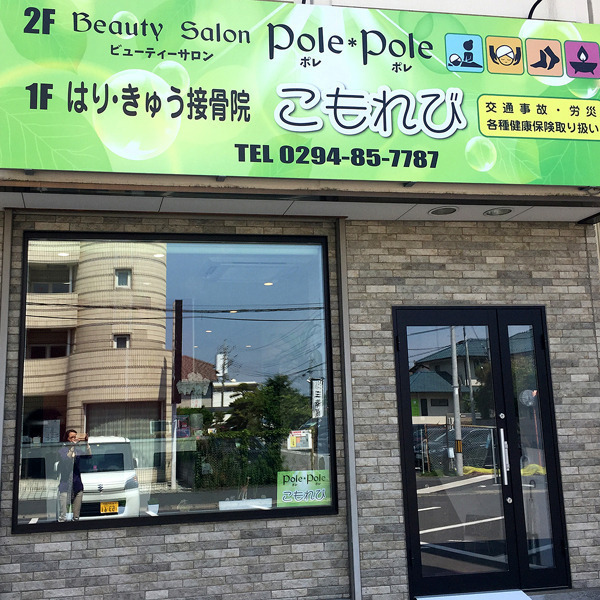 2F Beauty Salon Pole*Pole
ビューティーサロン ポレ ポレ
1F はり・きゅう接骨院 こもれび
交通事故・労災
各種健康保険取り扱い
TEL 0294-85-7787
Pole*Pole
こもれび